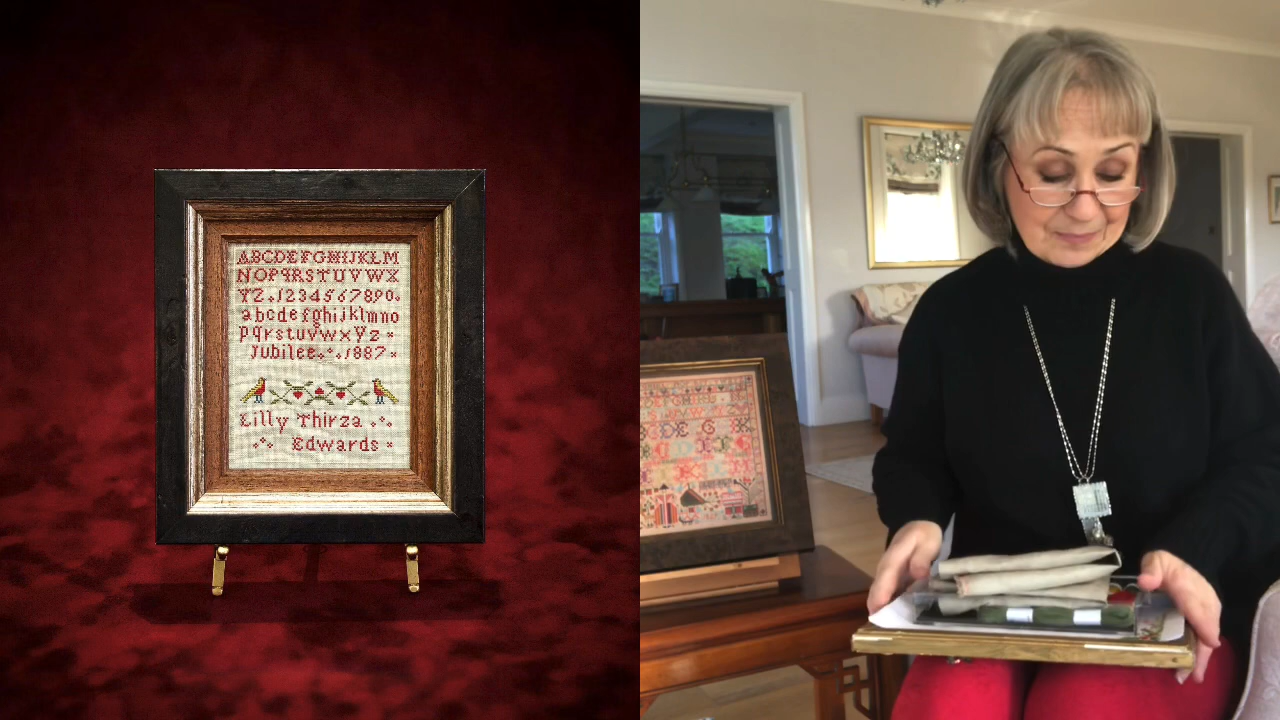 ABCDEFGHIJKLM
NOPQRSTUVWX
YZ.1234567890.
abcdefghijklmno
pqrstuvwxyz
Jubilee 1887
Lilly Thirza
Edwards